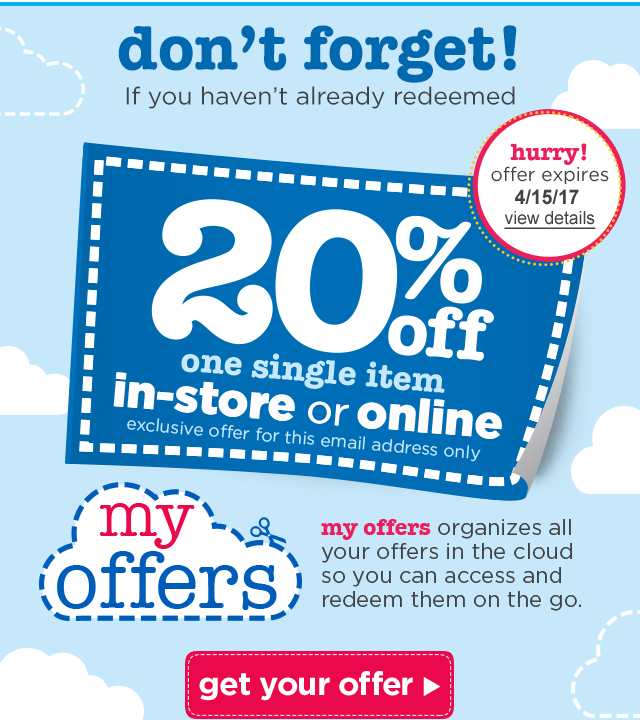 don't forget!
If you haven't already redeemed
hurry!
offer expires
4/15/17
view details
20% off
one single item
in-store or online
exclusive offer for this email address only
my
offers
my offers organizes all
your offers in the cloud
so you can access and
redeem them on the go.
get your offer ►